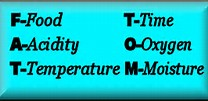 F-Food T-Time
A-Acidity O-Oxygen
T-Temperature M-Moisture